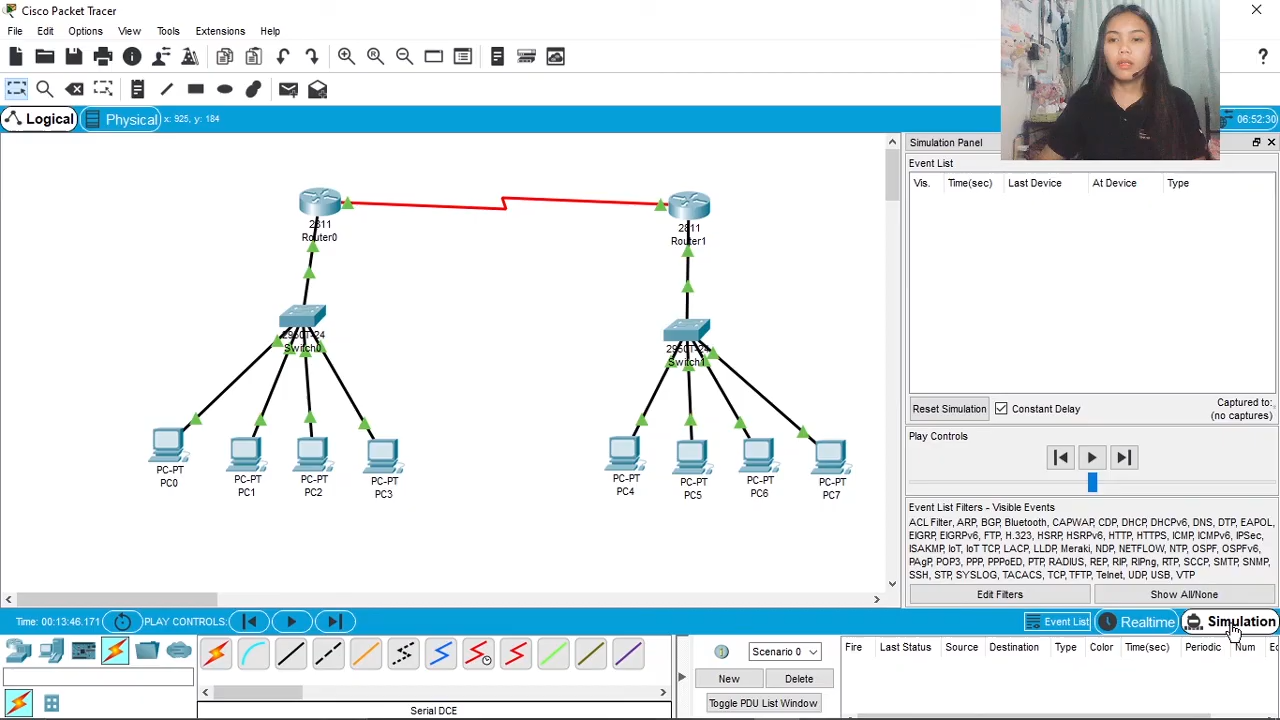 Cisco Packet Tracer
File Edit Options View Tools Extensions Help
Logical Physical x: 925, y: 184 06:52:30
Simulation Panel
Event List
Vis. Time(sec) Last Device At Device Type
2811
Router0
2811
Router1
2950T-24
Switch0
2950T-24
Switch1
PC-PT
PC0
PC-PT
PC1
PC-PT
PC2
PC-PT
PC3
PC-PT
PC4
PC-PT
PC5
PC-PT
PC6
PC-PT
PC7
Reset Simulation Constant Delay Captured to:
(no captures)
Play Controls
Event List Filters - Visible Events
ACL Filter, ARP, BGP, Bluetooth, CAPWAP, CDP, DHCP, DHCPv6, DNS, DTP, EAPOL,
EIGRP, EIGRPv6, FTP, H.323, HSRP, HSRPv6, HTTP, HTTPS, ICMP, ICMPv6, IPSec,
ISAKMP, IoT, IoT TCP, LACP, LLDP, Meraki, NDP, NETFLOW, NTP, OSPF, OSPFv6,
PAgP, POP3, PPP, PPPoED, PTP, RADIUS, REP, RIP, RIPng, RTP, SCCP, SMTP, SNMP,
SSH, STP, SYSLOG, TACACS, TCP, TFTP, Telnet, UDP, USB, VTP
Edit Filters Show All/None
Time: 00:13:46.171 PLAY CONTROLS: Event List Realtime Simulation
Scenario 0
New Delete
Toggle PDU List Window
Fire Last Status Source Destination Type Color Time(sec) Periodic Num
Serial DCE